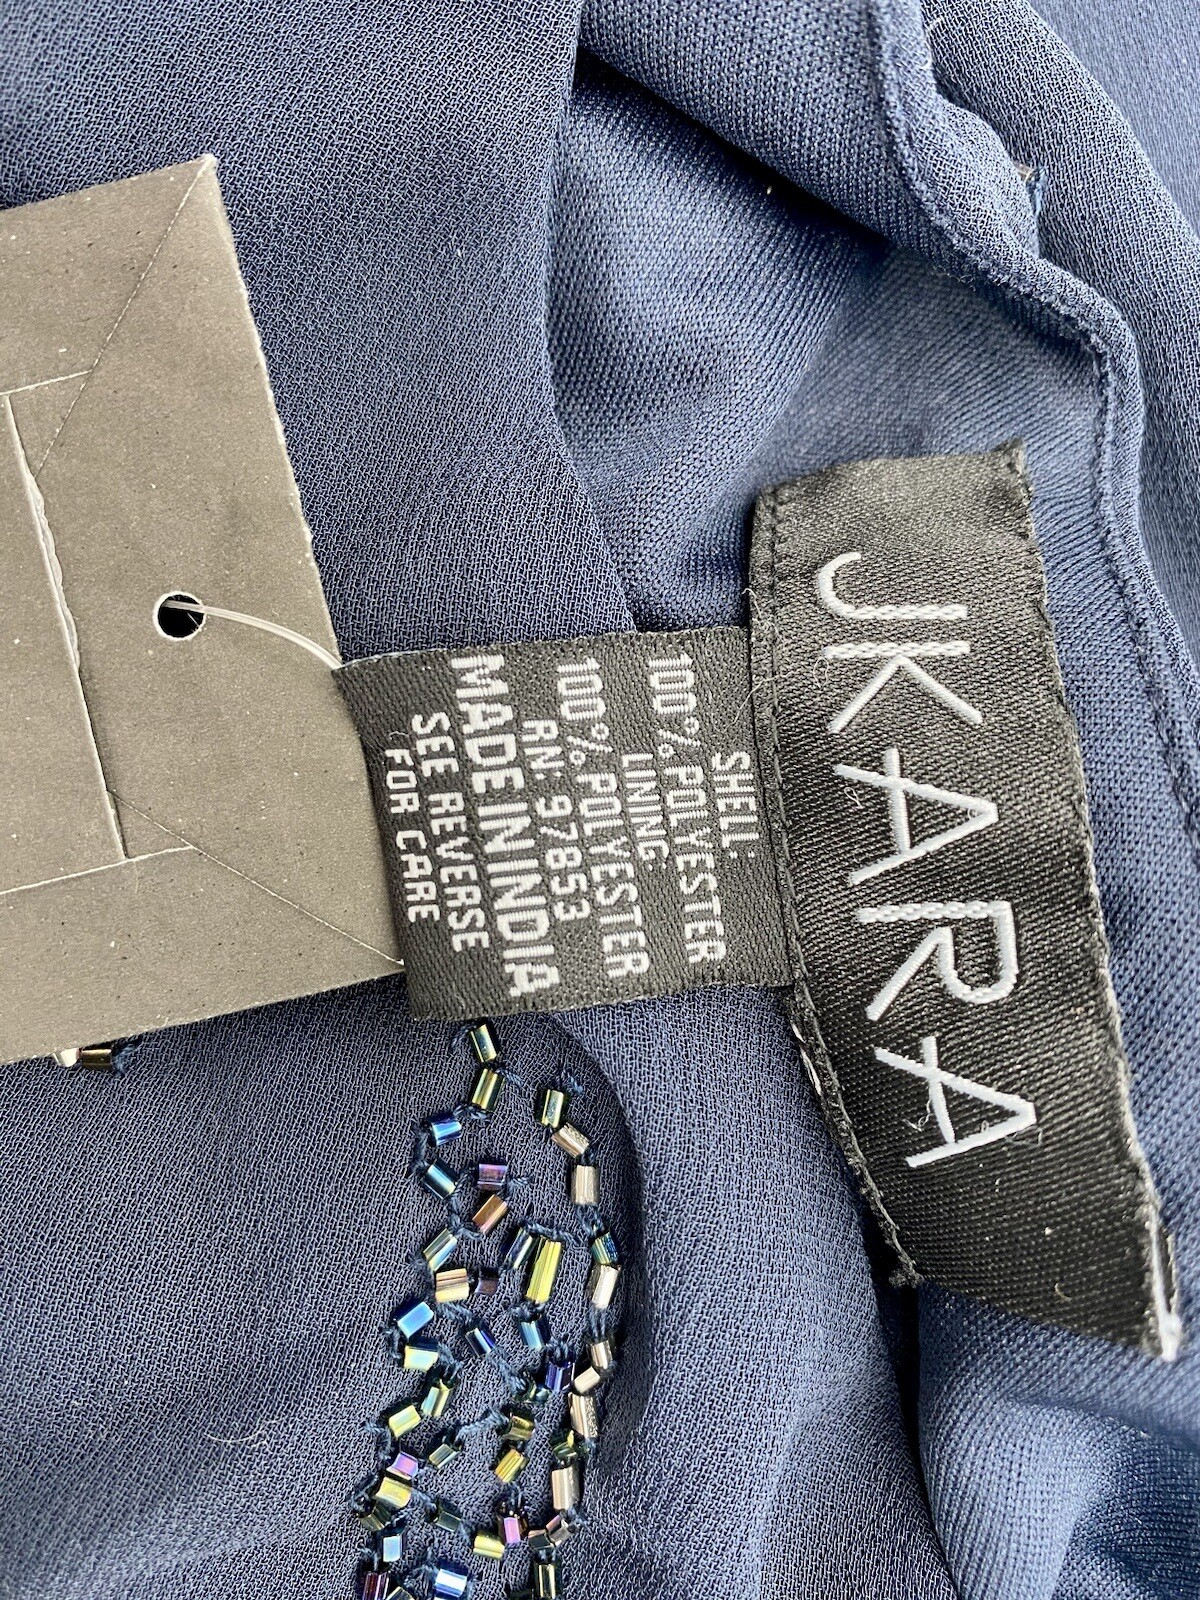 JKARA
SHELL:
100% POLYESTER
LINING
100% POLYESTER
RN: 97853
MADE IN INDIA
SEE REVERSE
FOR CARE